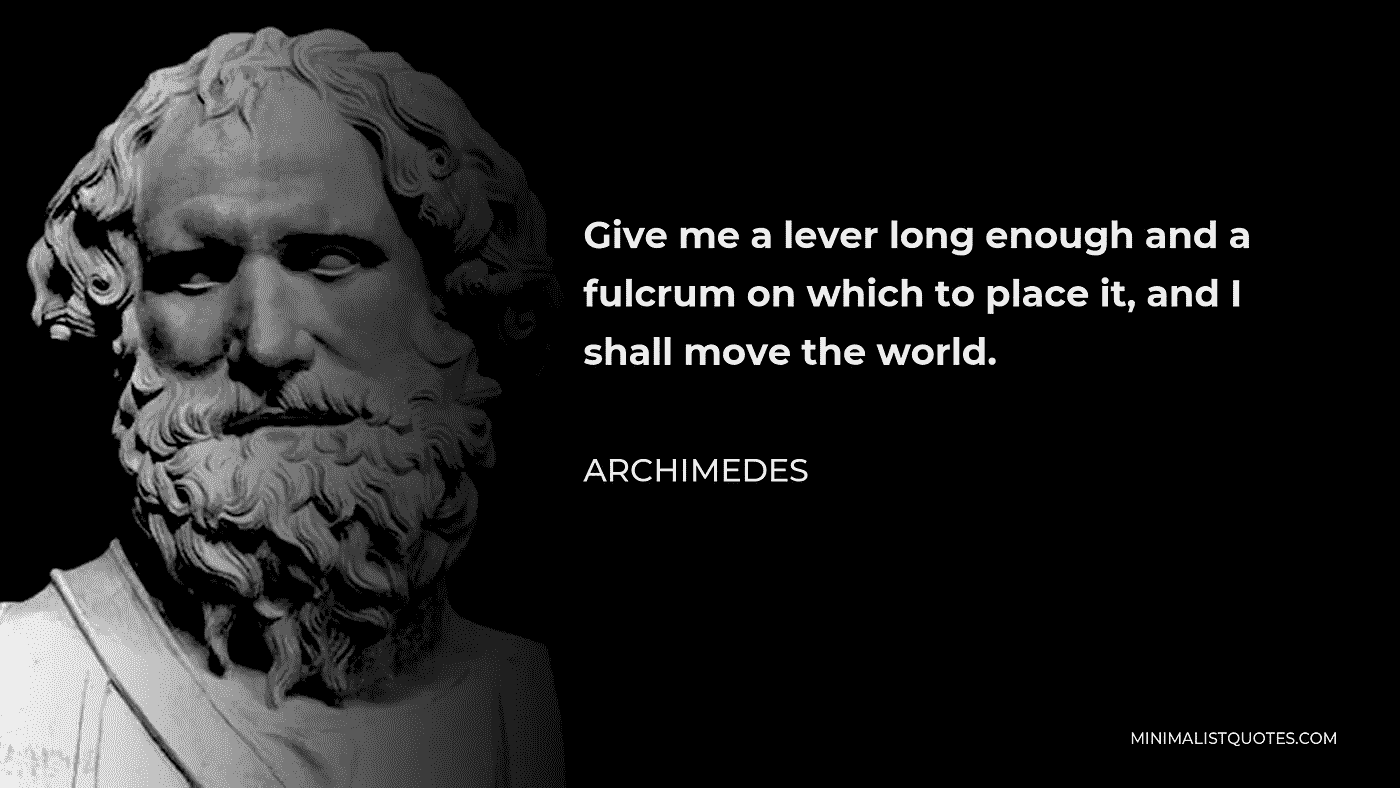 Give me a lever long enough and a
fulcrum on which to place it, and I
shall move the world.
ARCHIMEDES
MINIMALISTQUOTES.COM